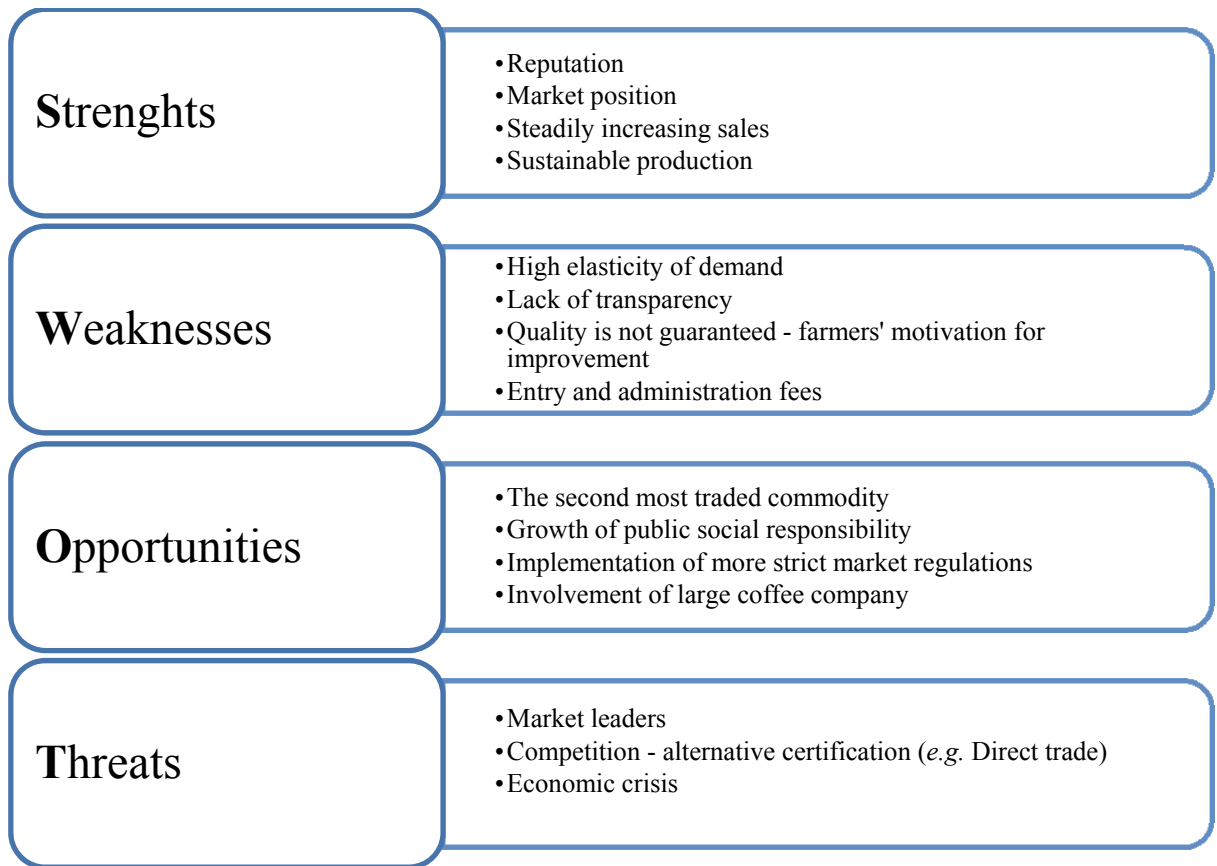 Strenghts
•Reputation
•Market position
•Steadily increasing sales
•Sustainable production
Weaknesses
•High elasticity of demand
•Lack of transparency
•Quality is not guaranteed - farmers' motivation for
improvement
•Entry and administration fees
Opportunities
•The second most traded commodity
•Growth of public social responsibility
•Implementation of more strict market regulations
•Involvement of large coffee company
Threats
•Market leaders
•Competition - alternative certification (e.g. Direct trade)
•Economic crisis